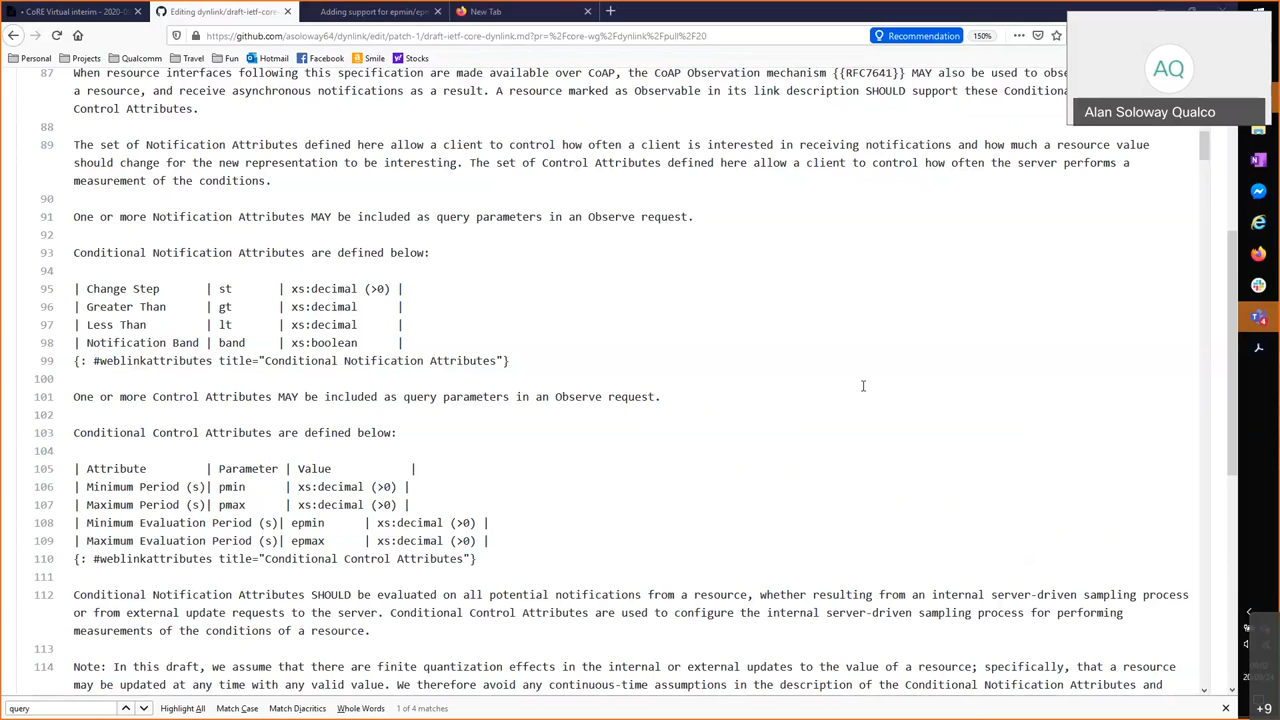 • CoRE Virtual interim - 2020-09
Editing dynlink/draft-ietf-core-
Adding support for epmin/epm
New Tab
https://github.com/asoloway64/dynlink/edit/patch-1/draft-ietf-core-dynlink.md?pr=%2Fcore-wg%2Fdynlink%2Fpull%2F20
Recommendation
150%
Personal Projects Qualcomm Travel Fun Hotmail Facebook Smile Stocks
AQ
Alan Soloway Qualco
87 When resource interfaces following this specification are made available over CoAP, the CoAP Observation mechanism {{RFC7641}} MAY also be used to obs
a resource, and receive asynchronous notifications as a result. A resource marked as Observable in its link description SHOULD support these Conditio
Control Attributes.
88
89 The set of Notification Attributes defined here allow a client to control how often a client is interested in receiving notifications and how much a resource value
should change for the new representation to be interesting. The set of Control Attributes defined here allow a client to control how often the server performs a
measurement of the conditions.
90
91 One or more Notification Attributes MAY be included as query parameters in an Observe request.
92
93 Conditional Notification Attributes are defined below:
94
95 | Change Step | st | xs:decimal (>0) |
96 | Greater Than | gt | xs:decimal |
97 | Less Than | lt | xs:decimal |
98 | Notification Band | band | xs:boolean |
99 {: #weblinkattributes title="Conditional Notification Attributes"}
100
101 One or more Control Attributes MAY be included as query parameters in an Observe request.
102
103 Conditional Control Attributes are defined below:
104
105 | Attribute | Parameter | Value |
106 | Minimum Period (s)| pmin | xs:decimal (>0) |
107 | Maximum Period (s)| pmax | xs:decimal (>0) |
108 | Minimum Evaluation Period (s)| epmin | xs:decimal (>0) |
109 | Maximum Evaluation Period (s)| epmax | xs:decimal (>0) |
110 {: #weblinkattributes title="Conditional Control Attributes"}
111
112 Conditional Notification Attributes SHOULD be evaluated on all potential notifications from a resource, whether resulting from an internal server-driven sampling process
or from external update requests to the server. Conditional Control Attributes are used to configure the internal server-driven sampling process for performing
measurements of the conditions of a resource.
113
114 Note: In this draft, we assume that there are finite quantization effects in the internal or external updates to the value of a resource; specifically, that a resource
may be updated at any time with any valid value. We therefore avoid any continuous-time assumptions in the description of the Conditional Notification Attributes and
query
Highlight All Match Case Match Diacritics Whole Words 1 of 4 matches
+9